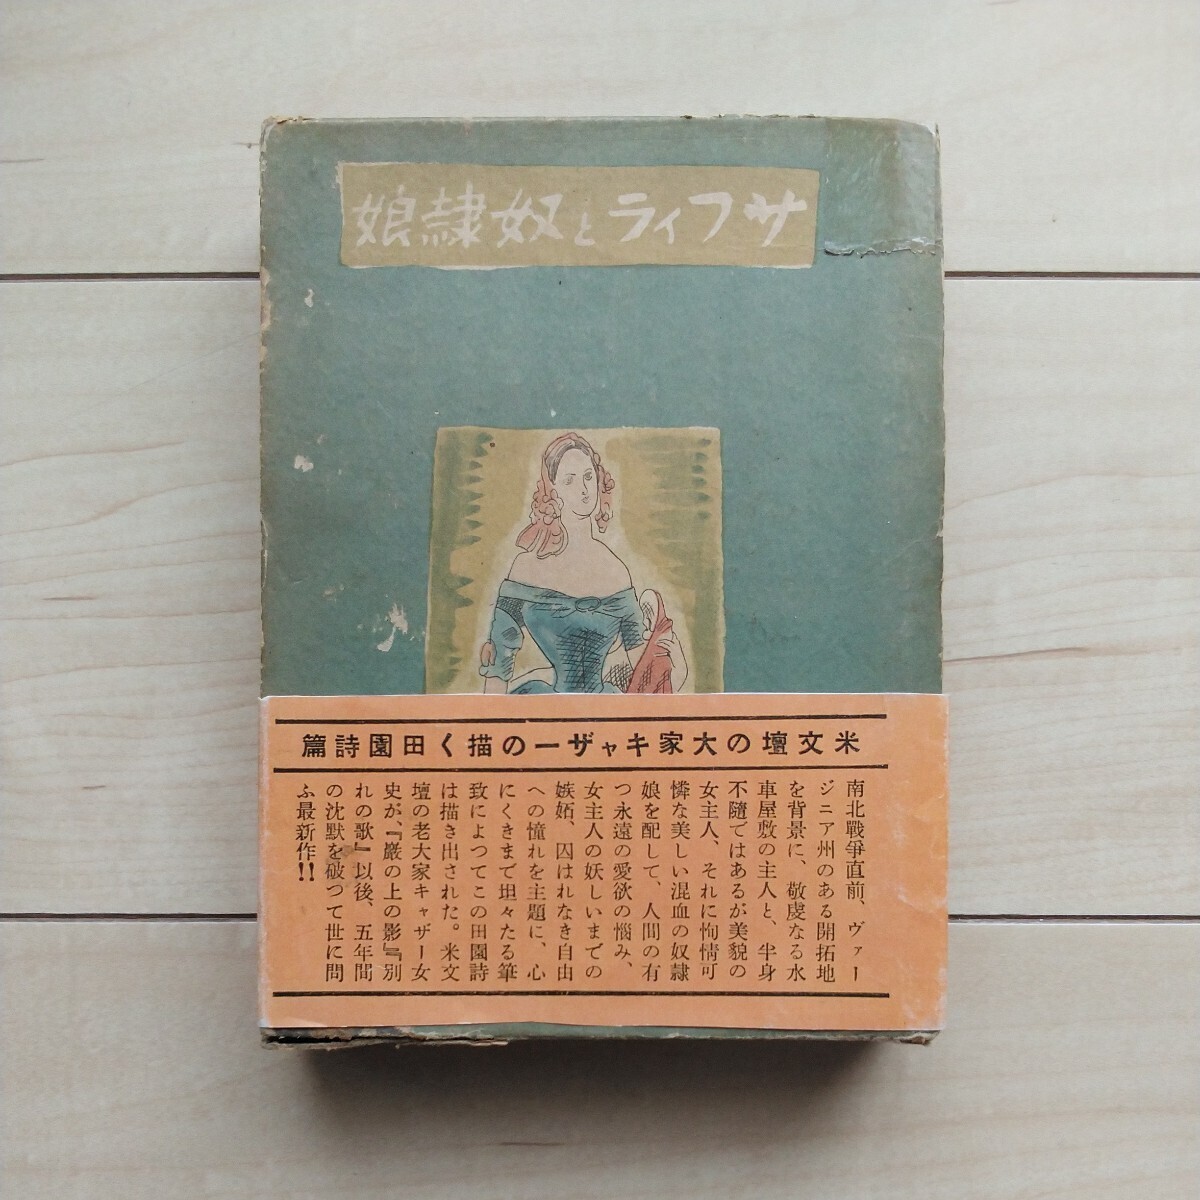 サフィラと奴隷娘
米文壇の大家キャザーの描く田園詩篇
南北戰爭直前、ヴァー
ジニア州のある開拓地
を背景に、敬虔なる水
車屋敷の主人と、半身
不隨ではあるが美貌の
女主人、それに恂情可
憐な美しい混血の奴隷
娘を配して、人間の有
つ永遠の愛欲の惱み、
女主人の妖しいまでの
嫉妬、囚はれなき自由
への憧れを主題に、心
にくきまで坦々たる筆
致によつてこの田園詩
は描き出された。米文
壇の老大家キャザー女
史が、『巖の上の影』『別
れの歌』以後、五年間
の沈默を破つて世に問
ふ最新作!!